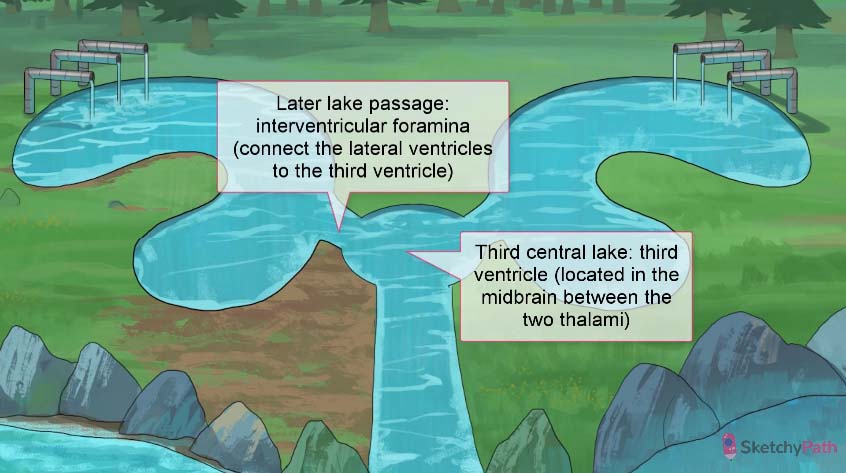 Later lake passage:
interventricular foramina
(connect the lateral ventricles
to the third ventricle)
Third central lake: third
ventricle (located in the
midbrain between the
two thalami)
SketchyPath